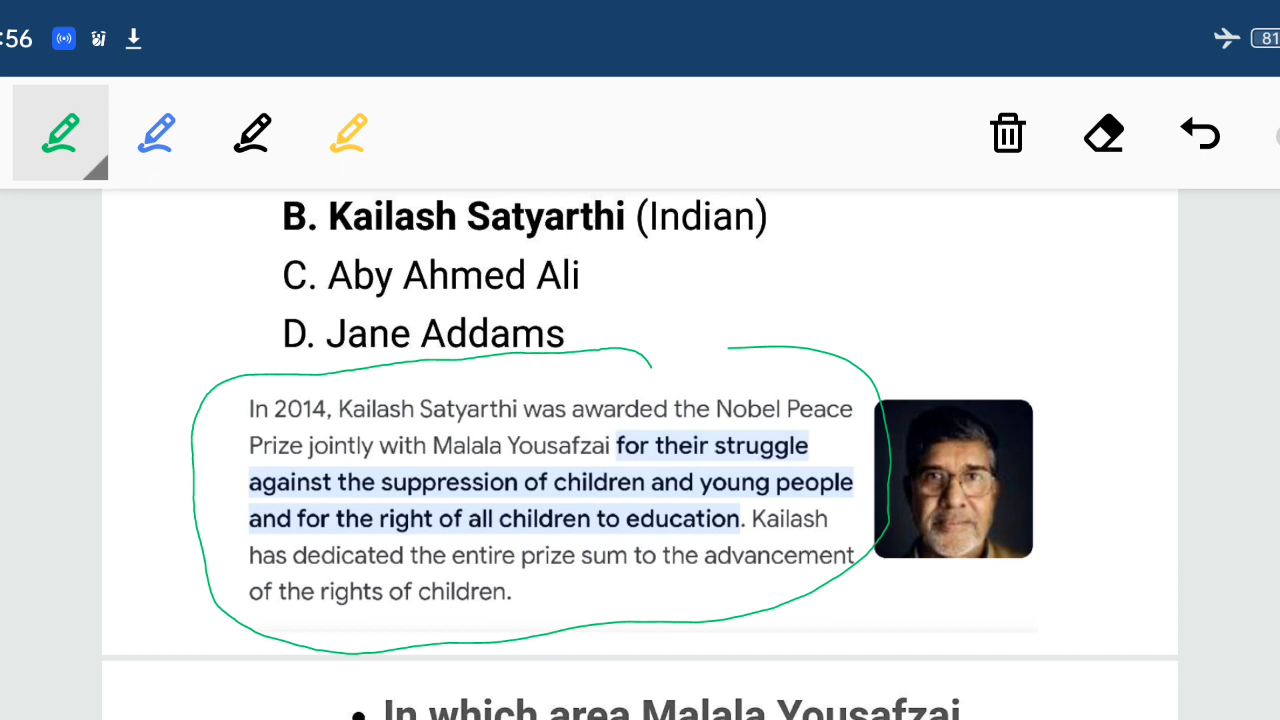 :56
81
B. Kailash Satyarthi (Indian)
C. Aby Ahmed Ali
D. Jane Addams
In 2014, Kailash Satyarthi was awarded the Nobel Peace
Prize jointly with Malala Yousafzai for their struggle
against the suppression of children and young people
and for the right of all children to education. Kailash
has dedicated the entire prize sum to the advancement
of the rights of children.
• In which area Malala Yousafzai